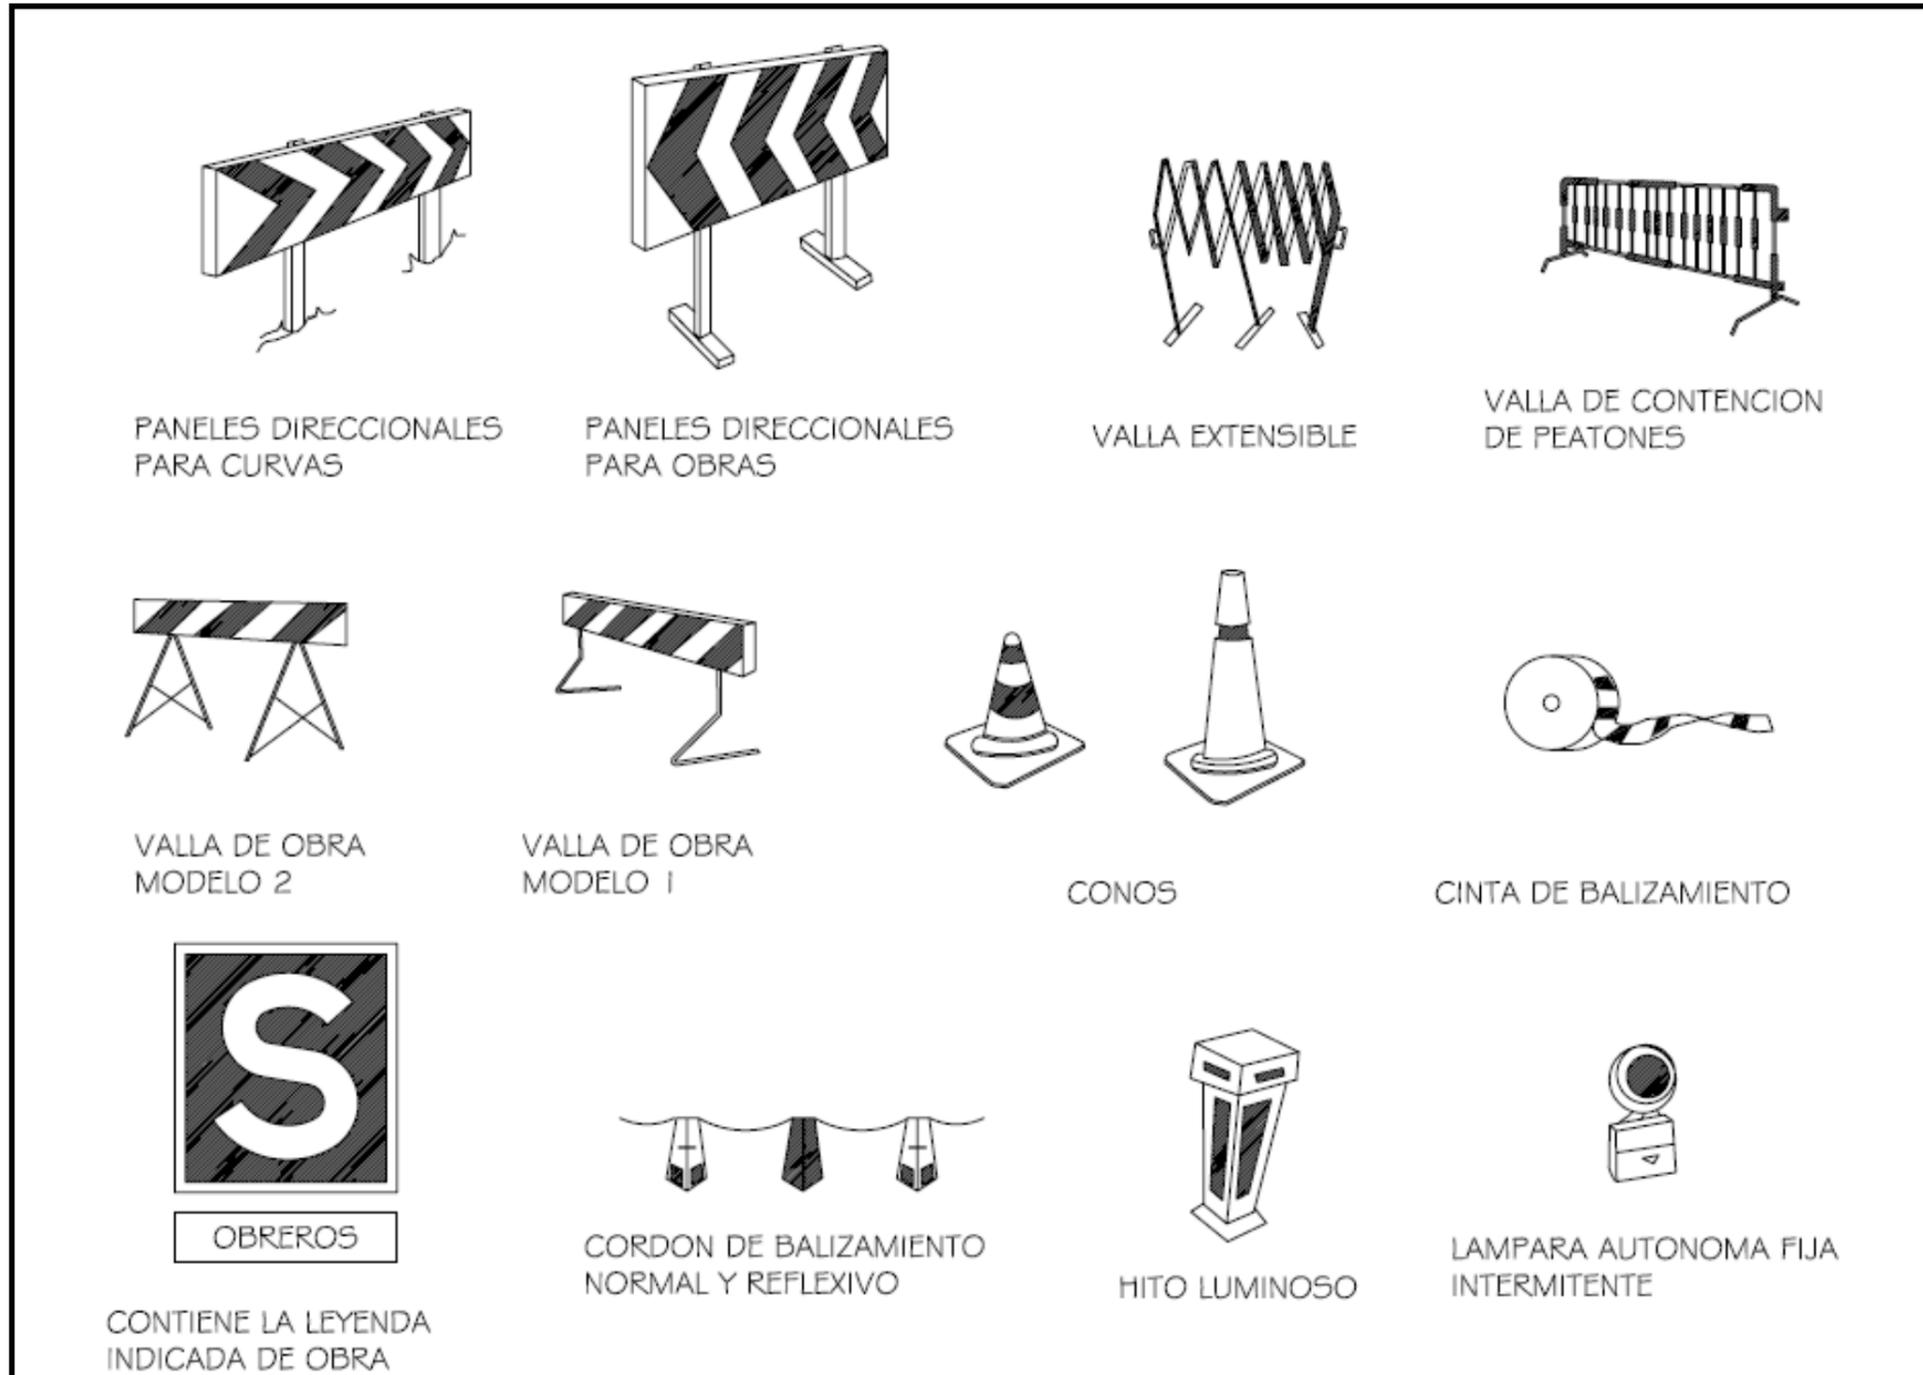 PANELES DIRECCIONALES
PARA CURVAS
PANELES DIRECCIONALES
PARA OBRAS
VALLA EXTENSIBLE
VALLA DE CONTENCION
DE PEATONES
VALLA DE OBRA
MODELO 2
VALLA DE OBRA
MODELO 1
CONOS
CINTA DE BALIZAMIENTO
S
OBREROS
CONTIENE LA LEYENDA
INDICADA DE OBRA
CORDON DE BALIZAMIENTO
NORMAL Y REFLEXIVO
HITO LUMINOSO
LAMPARA AUTONOMA FIJA
INTERMITENTE